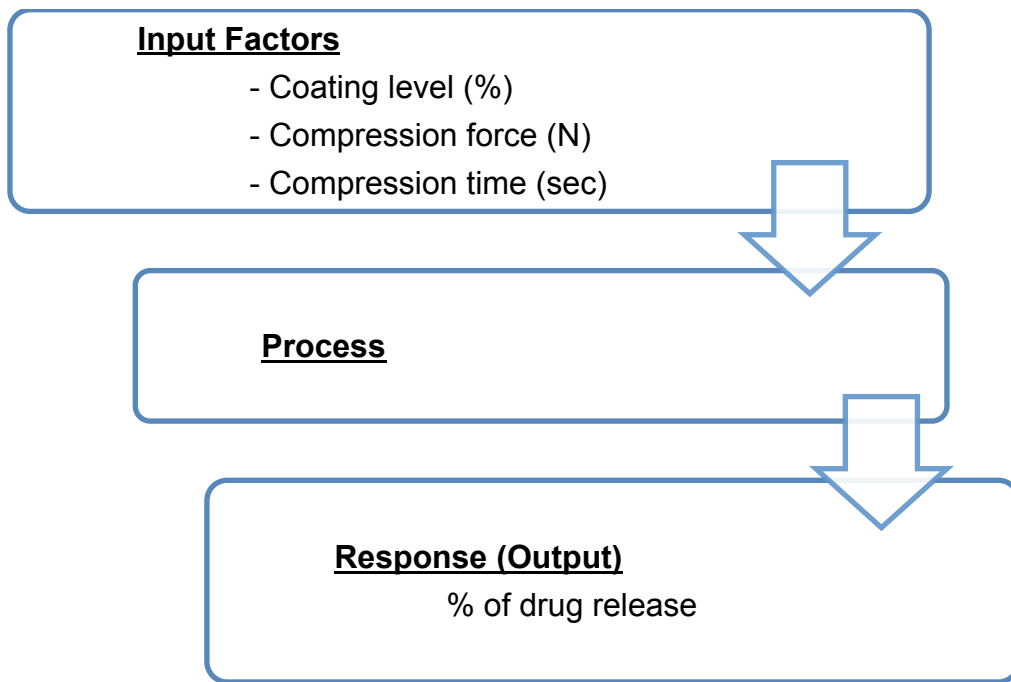 Input Factors
- Coating level (%)
- Compression force (N)
- Compression time (sec)
Process
Response (Output)
% of drug release